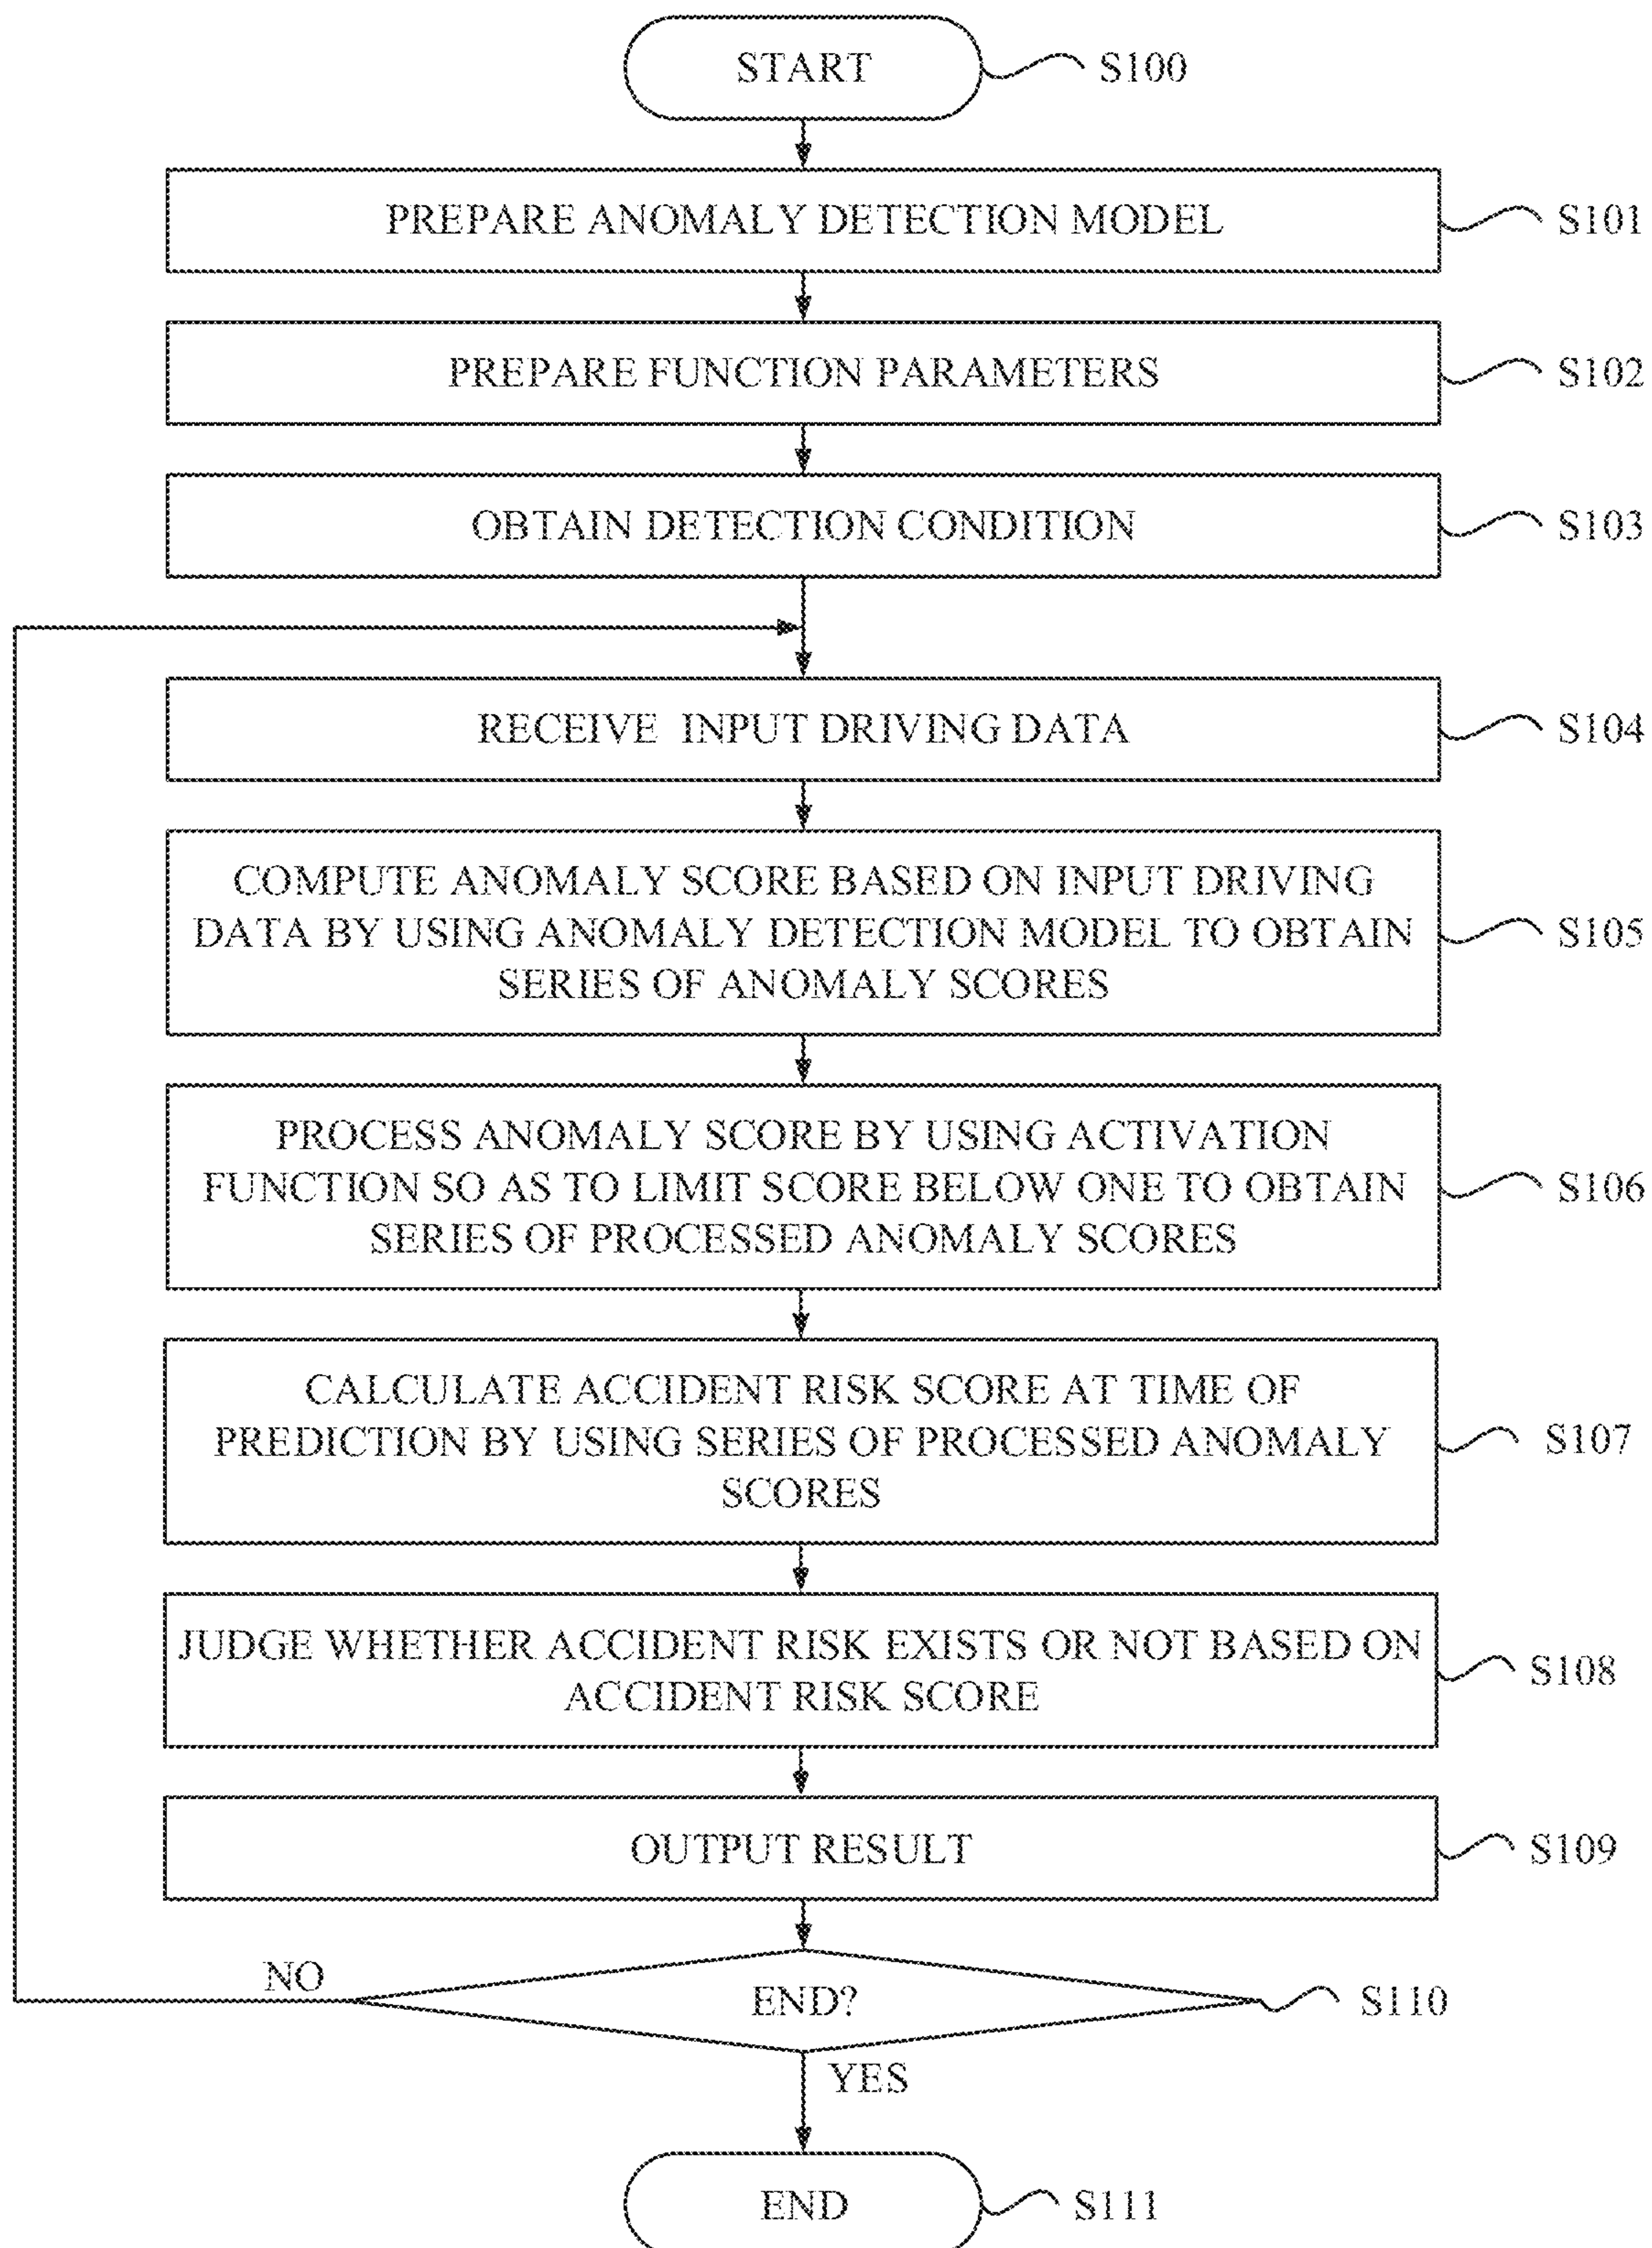 START
S100
PREPARE ANOMALY DETECTION MODEL
S101
PREPARE FUNCTION PARAMETERS
S102
OBTAIN DETECTION CONDITION
S103
RECEIVE INPUT DRIVING DATA
S104
COMPUTE ANOMALY SCORE BASED ON INPUT DRIVING
DATA BY USING ANOMALY DETECTION MODEL TO OBTAIN
SERIES OF ANOMALY SCORES
S105
PROCESS ANOMALY SCORE BY USING ACTIVATION
FUNCTION SO AS TO LIMIT SCORE BELOW ONE TO OBTAIN
SERIES OF PROCESSED ANOMALY SCORES
S106
CALCULATE ACCIDENT RISK SCORE AT TIME OF
PREDICTION BY USING SERIES OF PROCESSED ANOMALY
SCORES
S107
JUDGE WHETHER ACCIDENT RISK EXISTS OR NOT BASED ON
ACCIDENT RISK SCORE
S108
OUTPUT RESULT
S109
NO
END?
S110
YES
END
S111